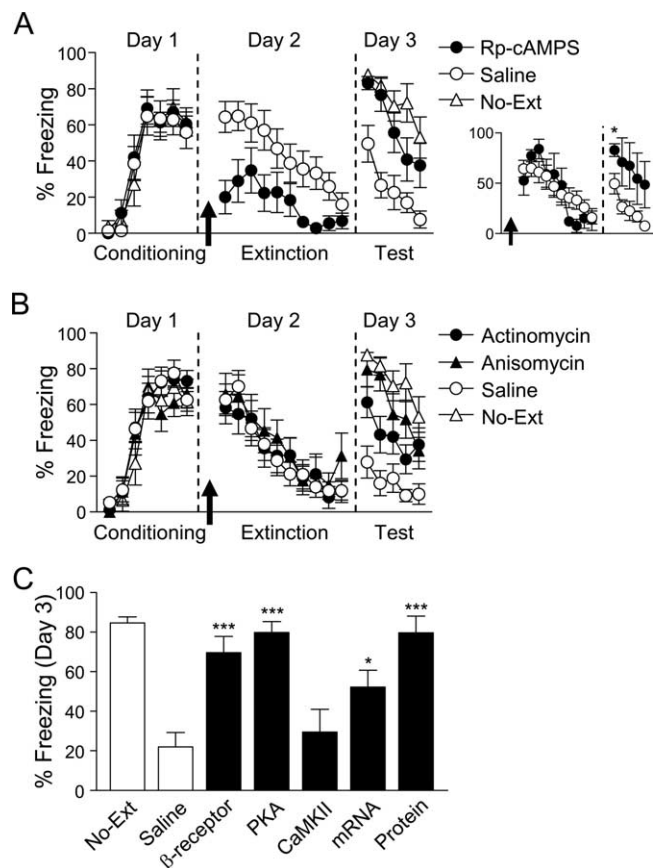 A
Day 1 Day 2 Day 3
Rp-cAMPS
Saline
No-Ext
% Freezing
100
80
60
40
20
0
Conditioning Extinction Test
100
50
0
*
B
Day 1 Day 2 Day 3
Actinomycin
Anisomycin
Saline
No-Ext
% Freezing
100
80
60
40
20
0
Conditioning Extinction Test
C
% Freezing (Day 3)
100
80
60
40
20
0
*** *** * ***
No-Ext Saline β-receptor PKA CaMKII mRNA Protein